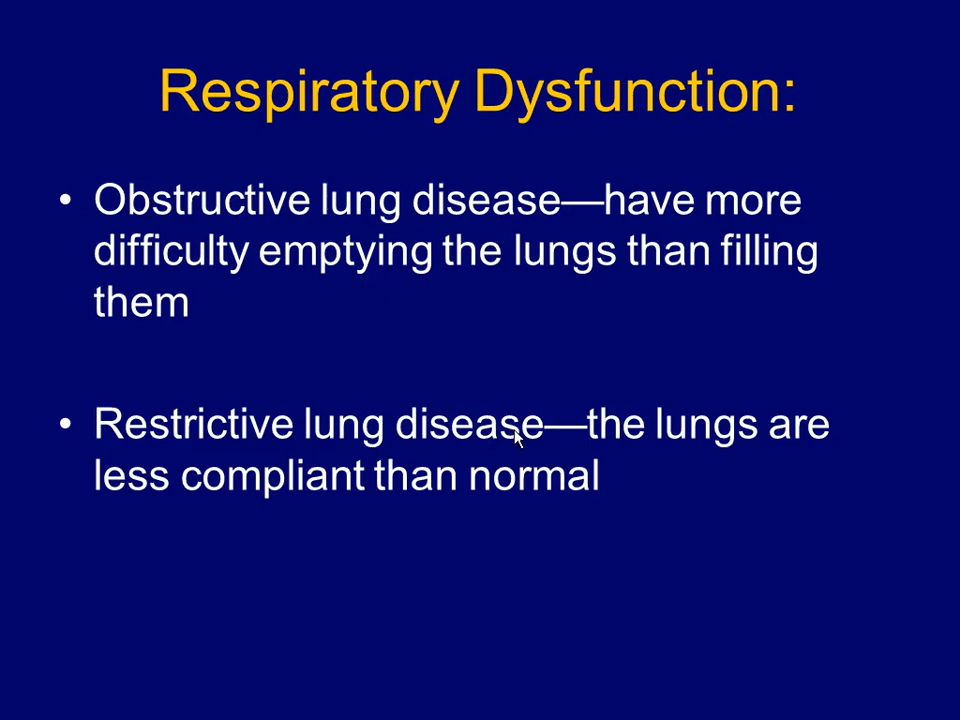 Respiratory Dysfunction:
• Obstructive lung disease—have more
difficulty emptying the lungs than filling
them
• Restrictive lung disease—the lungs are
less compliant than normal